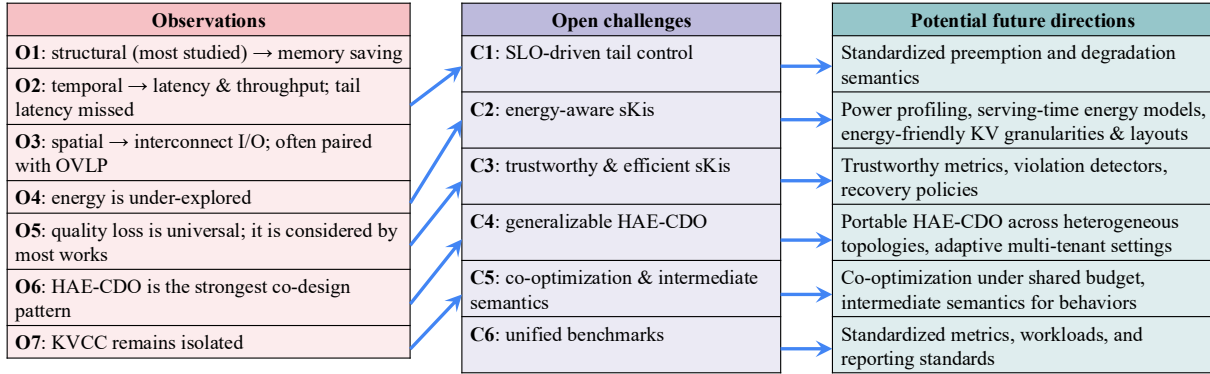 Observations
O1: structural (most studied) → memory saving
O2: temporal → latency & throughput; tail
latency missed
O3: spatial → interconnect I/O; often paired
with OVLP
O4: energy is under-explored
O5: quality loss is universal; it is considered by
most works
O6: HAE-CDO is the strongest co-design
pattern
O7: KVCC remains isolated
Open challenges
C1: SLO-driven tail control
C2: energy-aware sKis
C3: trustworthy & efficient sKis
C4: generalizable HAE-CDO
C5: co-optimization & intermediate
semantics
C6: unified benchmarks
Potential future directions
Standardized preemption and degradation
semantics
Power profiling, serving-time energy models,
energy-friendly KV granularities & layouts
Trustworthy metrics, violation detectors,
recovery policies
Portable HAE-CDO across heterogeneous
topologies, adaptive multi-tenant settings
Co-optimization under shared budget,
intermediate semantics for behaviors
Standardized metrics, workloads, and
reporting standards